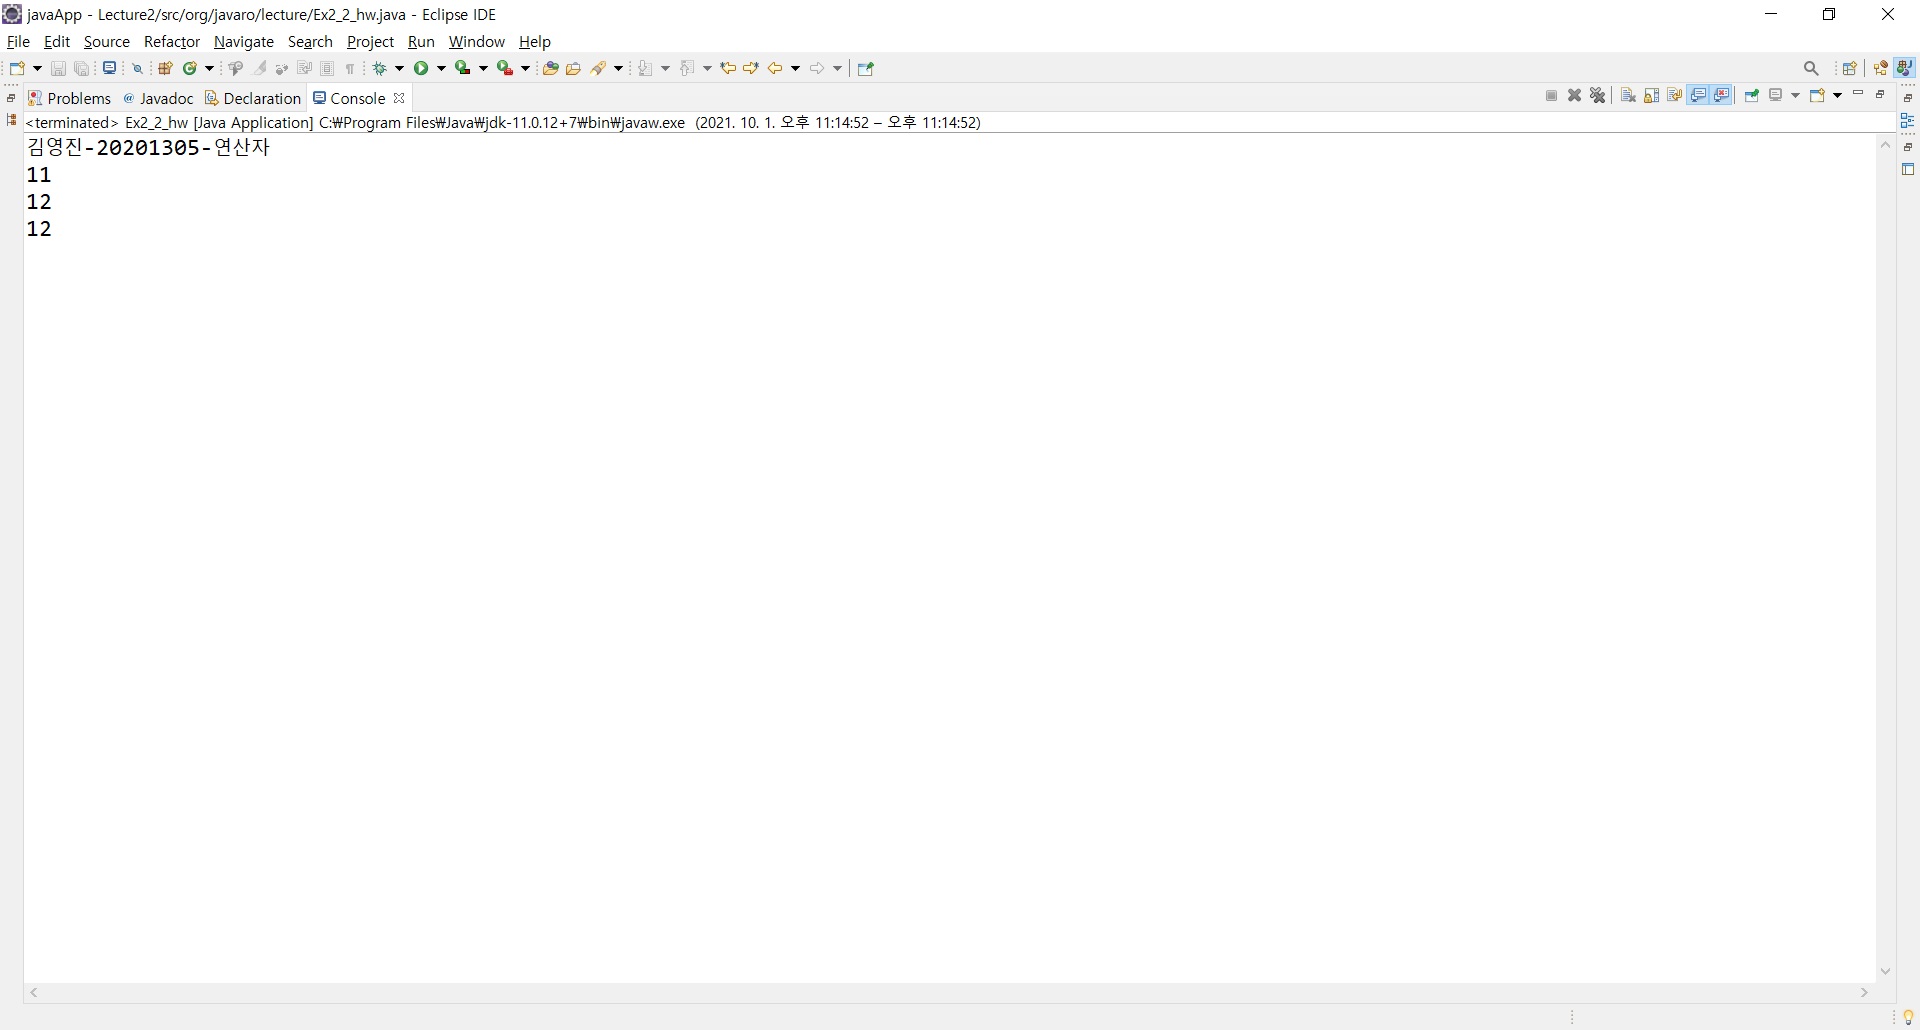 javaApp - Lecture2/src/org/javaro/lecture/Ex2_2_hw.java - Eclipse IDE
File Edit Source Refactor Navigate Search Project Run Window Help
Problems @ Javadoc Declaration Console
<terminated> Ex2_2_hw [Java Application] C:₩Program Files₩Java₩jdk-11.0.12+7₩bin₩javaw.exe (2021. 10. 1. 오후 11:14:52 – 오후 11:14:52)
김영진-20201305-연산자
11
12
12